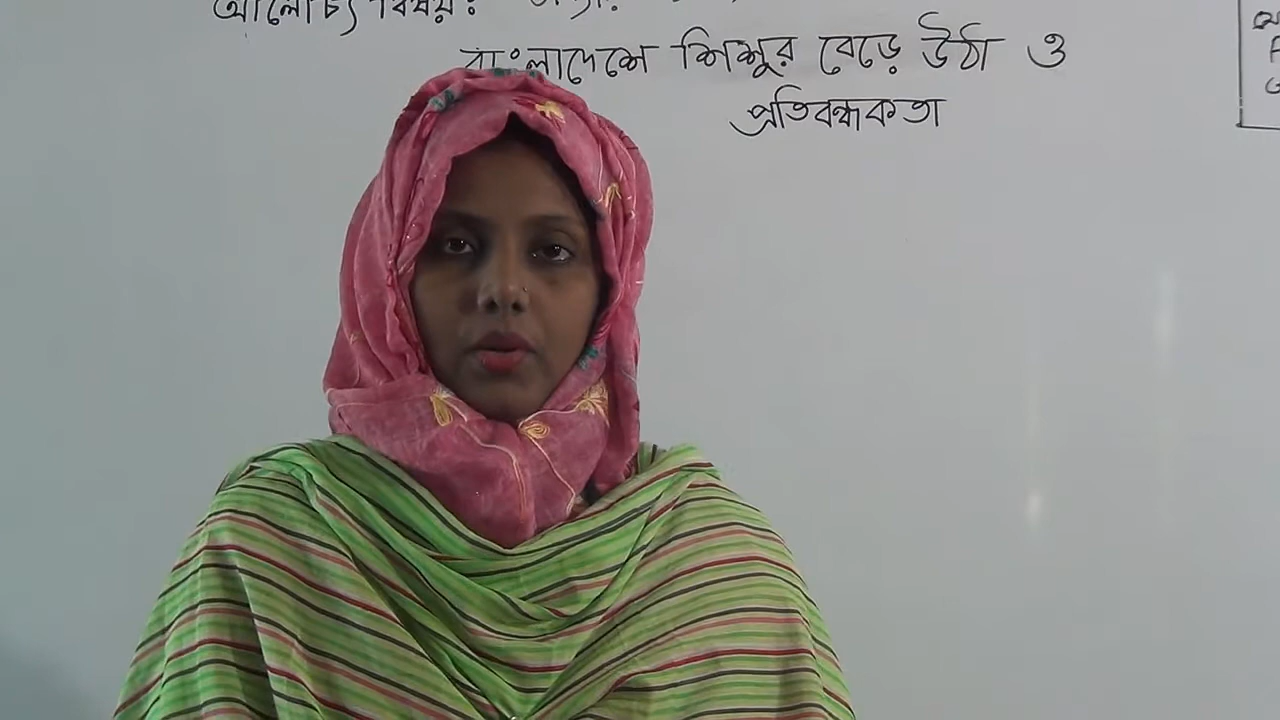 আলোচ্য বিষয়:
বাংলাদেশে শিশুর বেড়ে উঠা ও
প্রতিবন্ধকতা